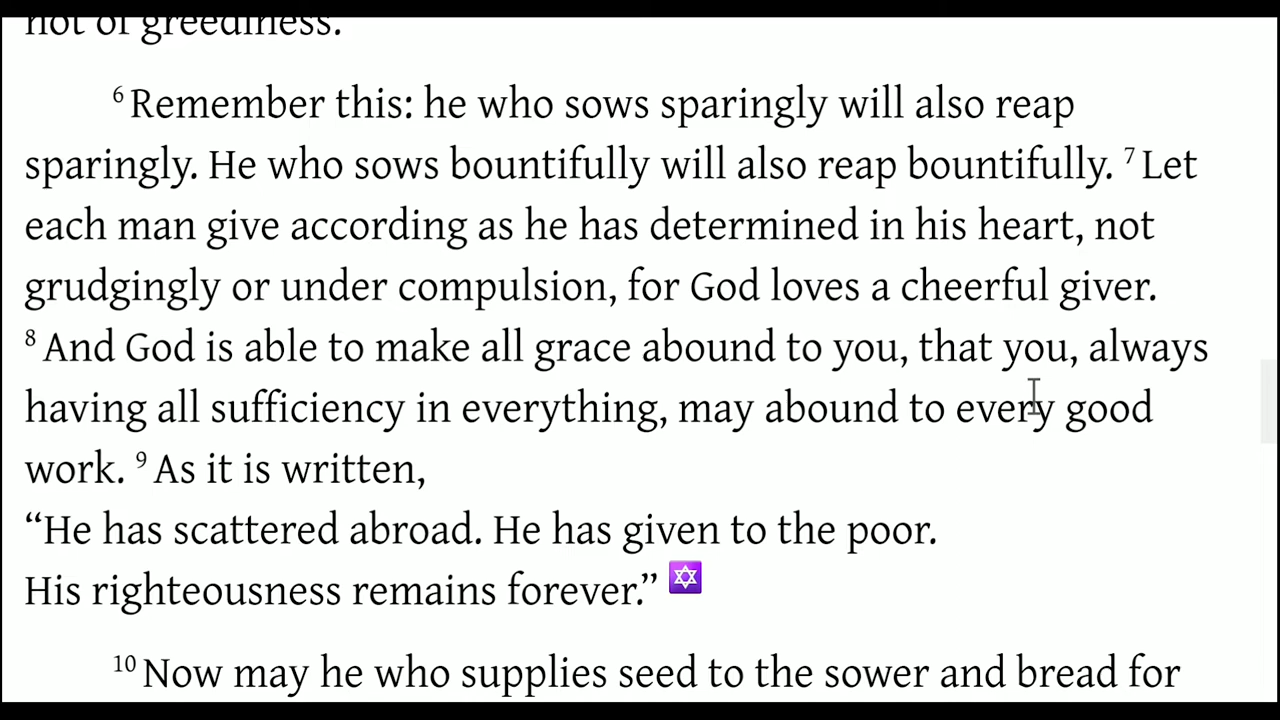 not of greediness.
6 Remember this: he who sows sparingly will also reap
sparingly. He who sows bountifully will also reap bountifully. 7 Let
each man give according as he has determined in his heart, not
grudgingly or under compulsion, for God loves a cheerful giver.
8 And God is able to make all grace abound to you, that you, always
having all sufficiency in everything, may abound to every good
work. 9 As it is written,
“He has scattered abroad. He has given to the poor.
His righteousness remains forever.” 🔯
10 Now may he who supplies seed to the sower and bread for